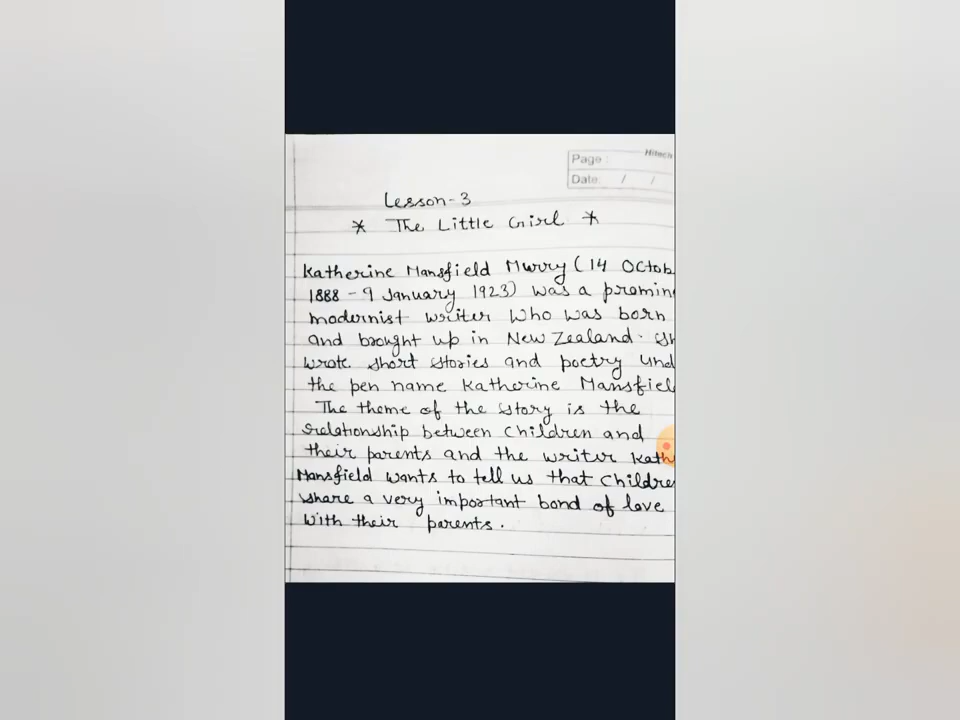 Hitech
Page :
Date. / /
Lesson-3
* The Little Girl *
Katherine Mansfield Murry (14 Octob
1888 - 9 January 1923) was a promin
modernist writer who was born
and brought up in New Zealand. Sh
wrote short stories and poetry und
the pen name Katherine Mansfiel
The theme of the story is the
relationship between children and
their parents and the writer Kath
Mansfield wants to tell us that childre
share a very important bond of love
with their parents.